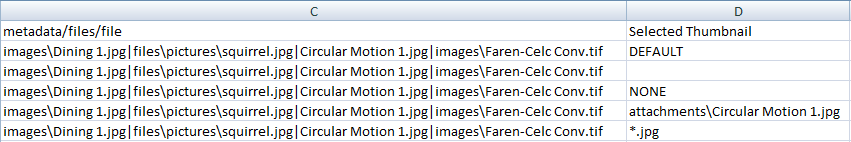 C D
metadata/files/file Selected Thumbnail
images\Dining 1.jpg|files\pictures\squirrel.jpg|Circular Motion 1.jpg|images\Faren-Celc Conv.tif DEFAULT
images\Dining 1.jpg|files\pictures\squirrel.jpg|Circular Motion 1.jpg|images\Faren-Celc Conv.tif
images\Dining 1.jpg|files\pictures\squirrel.jpg|Circular Motion 1.jpg|images\Faren-Celc Conv.tif NONE
images\Dining 1.jpg|files\pictures\squirrel.jpg|Circular Motion 1.jpg|images\Faren-Celc Conv.tif attachments\Circular Motion 1.jpg
images\Dining 1.jpg|files\pictures\squirrel.jpg|Circular Motion 1.jpg|images\Faren-Celc Conv.tif *.jpg